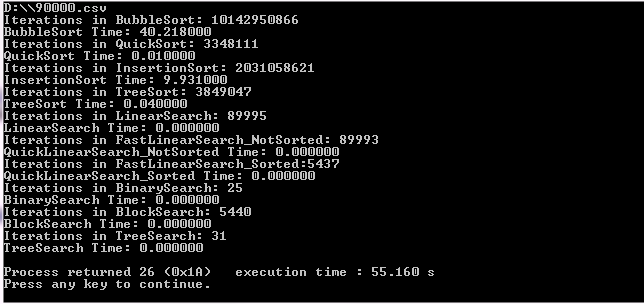 D:\\90000.csv
Iterations in BubbleSort: 10142950866
BubbleSort Time: 40.218000
Iterations in QuickSort: 3348111
QuickSort Time: 0.010000
Iterations in InsertionSort: 2031058621
InsertionSort Time: 9.931000
Iterations in TreeSort: 3849047
TreeSort Time: 0.040000
Iterations in LinearSearch: 89995
LinearSearch Time: 0.000000
Iterations in FastLinearSearch_NotSorted: 89993
QuickLinearSearch_NotSorted Time: 0.000000
Iterations in FastLinearSearch_Sorted:5437
QuickLinearSearch_Sorted Time: 0.000000
Iterations in BinarySearch: 25
BinarySearch Time: 0.000000
Iterations in BlockSearch: 5440
BlockSearch Time: 0.000000
Iterations in TreeSearch: 31
TreeSearch Time: 0.000000
Process returned 26 (0x1A)   execution time : 55.160 s
Press any key to continue.